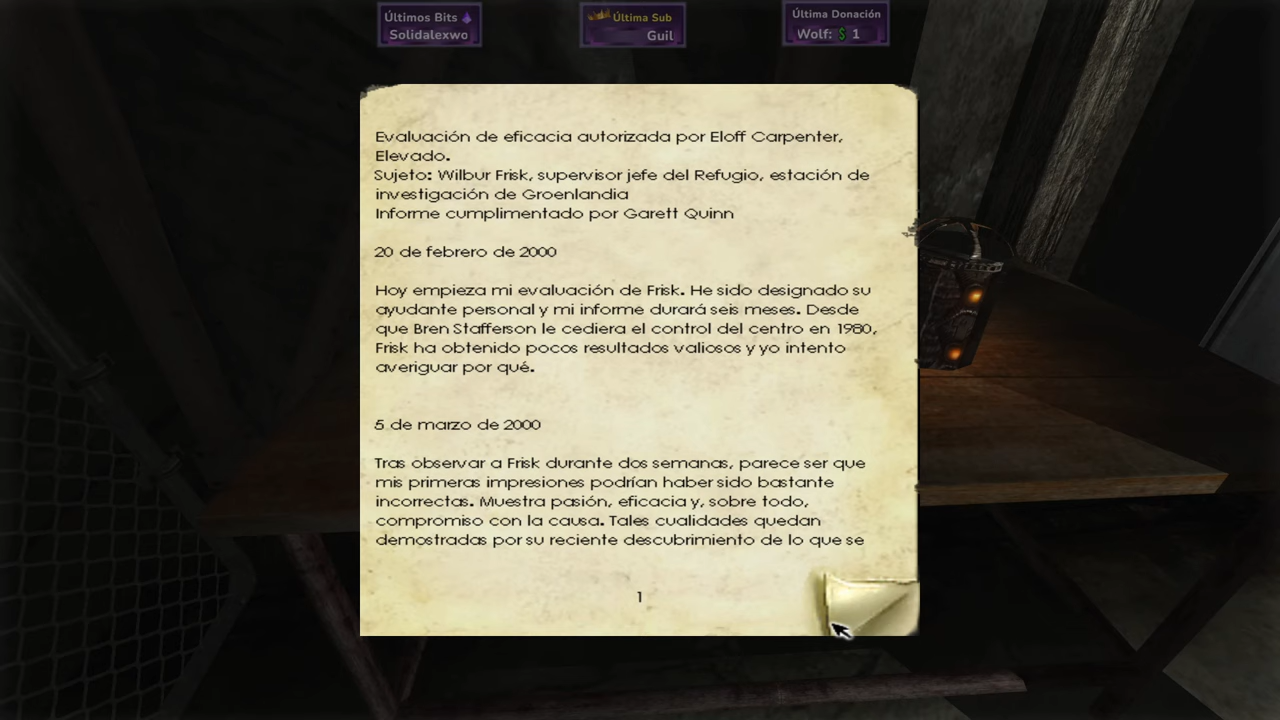 Últimos Bits
Solidalexwo
Última Sub
Guil
Última Donación
Wolf: $ 1
Evaluación de eficacia autorizada por Eloff Carpenter,
Elevado.
Sujeto: Wilbur Frisk, supervisor jefe del Refugio, estación de
investigación de Groenlandia
Informe cumplimentado por Garett Quinn
20 de febrero de 2000
Hoy empieza mi evaluación de Frisk. He sido designado su
ayudante personal y mi informe durará seis meses. Desde
que Bren Stafferson le cediera el control del centro en 1980,
Frisk ha obtenido pocos resultados valiosos y yo intento
averiguar por qué.
5 de marzo de 2000
Tras observar a Frisk durante dos semanas, parece ser que
mis primeras impresiones podrían haber sido bastante
incorrectas. Muestra pasión, eficacia y, sobre todo,
compromiso con la causa. Tales cualidades quedan
demostradas por su reciente descubrimiento de lo que se
1